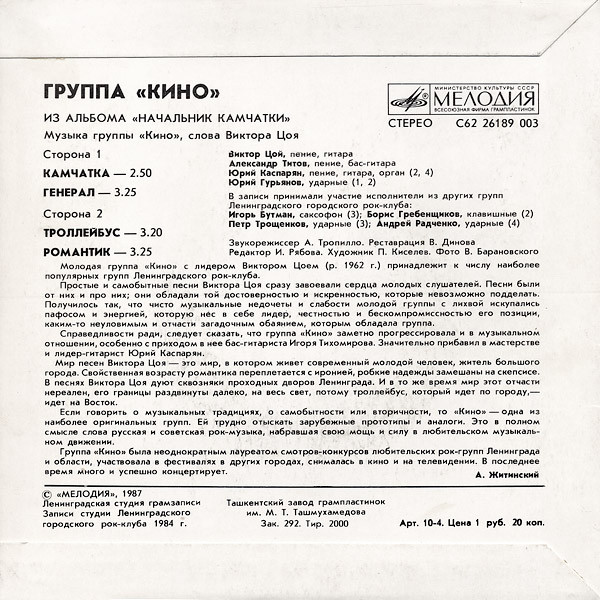 ГРУППА «КИНО»
ИЗ АЛЬБОМА «НАЧАЛЬНИК КАМЧАТКИ»
Музыка группы «Кино», слова Виктора Цоя
МИНИСТЕРСТВО КУЛЬТУРЫ СССР
МЕЛОДИЯ
ВСЕСОЮЗНАЯ ФИРМА ГРАМПЛАСТИНОК
СТЕРЕО С62 26189 003
Сторона 1
КАМЧАТКА — 2.50
ГЕНЕРАЛ — 3.25
Сторона 2
ТРОЛЛЕЙБУС — 3.20
РОМАНТИК — 3.25
Виктор Цой, пение, гитара
Александр Титов, пение, бас-гитара
Юрий Каспарян, пение, гитара, орган (2, 4)
Юрий Гурьянов, ударные (1, 2)
В записи принимали участие исполнители из других групп
Ленинградского городского рок-клуба:
Игорь Бутман, саксофон (3); Борис Гребенщиков, клавишные (2)
Петр Трощенков, ударные (3); Андрей Радченко, ударные (4)
Звукорежиссер А. Тропилло. Реставрация В. Динова
Редактор И. Рябова. Художник П. Киселев. Фото В. Барановского
Молодая группа «Кино» с лидером Виктором Цоем (р. 1962 г.) принадлежит к числу наиболее
популярных групп Ленинградского рок-клуба.
Простые и самобытные песни Виктора Цоя сразу завоевали сердца молодых слушателей. Песни были
от них и про них; они обладали той достоверностью и искренностью, которые невозможно подделать.
Получилось так, что чисто музыкальные недочеты и слабости молодой группы с лихвой искупались
пафосом и энергией, которую нёс в себе лидер, честностью и бескомпромиссностью его позиции,
каким-то неуловимым и отчасти загадочным обаянием, которым обладала группа.
Справедливости ради, следует сказать, что группа «Кино» заметно прогрессировала и в музыкальном
отношении, особенно с приходом в нее бас-гитариста Игоря Тихомирова. Значительно прибавил в мастерстве
и лидер-гитарист Юрий Каспарян.
Мир песен Виктора Цоя — это мир, в котором живет современный молодой человек, житель большого
города. Свойственная возрасту романтика переплетается с иронией, робкие надежды замешаны на скепсисе.
В песнях Виктора Цоя дуют сквозняки проходных дворов Ленинграда. И в то же время мир этот отчасти
нереален, его границы раздвинуты далеко, на весь свет, потому троллейбус, который идет по городу,—
идет на Восток.
Если говорить о музыкальных традициях, о самобытности или вторичности, то «Кино» — одна из
наиболее оригинальных групп. Ей трудно отыскать зарубежные прототипы и аналоги. Это в полном
смысле слова русская и советская рок-музыка, набравшая свою мощь и силу в любительском музыкаль-
ном движении.
Группа «Кино» была неоднократным лауреатом смотров-конкурсов любительских рок-групп Ленинграда
и области, участвовала в фестивалях в других городах, снималась в кино и на телевидении. В последнее
время много и успешно концертирует.
А. Житинский
© «МЕЛОДИЯ», 1987
Ленинградская студия грамзаписи
Записи студии Ленинградского
городского рок-клуба 1984 г.
Ташкентский завод грампластинок
им. М. Т. Ташмухамедова
Зак. 292. Тир. 2000
Арт. 10-4. Цена 1 руб. 20 коп.